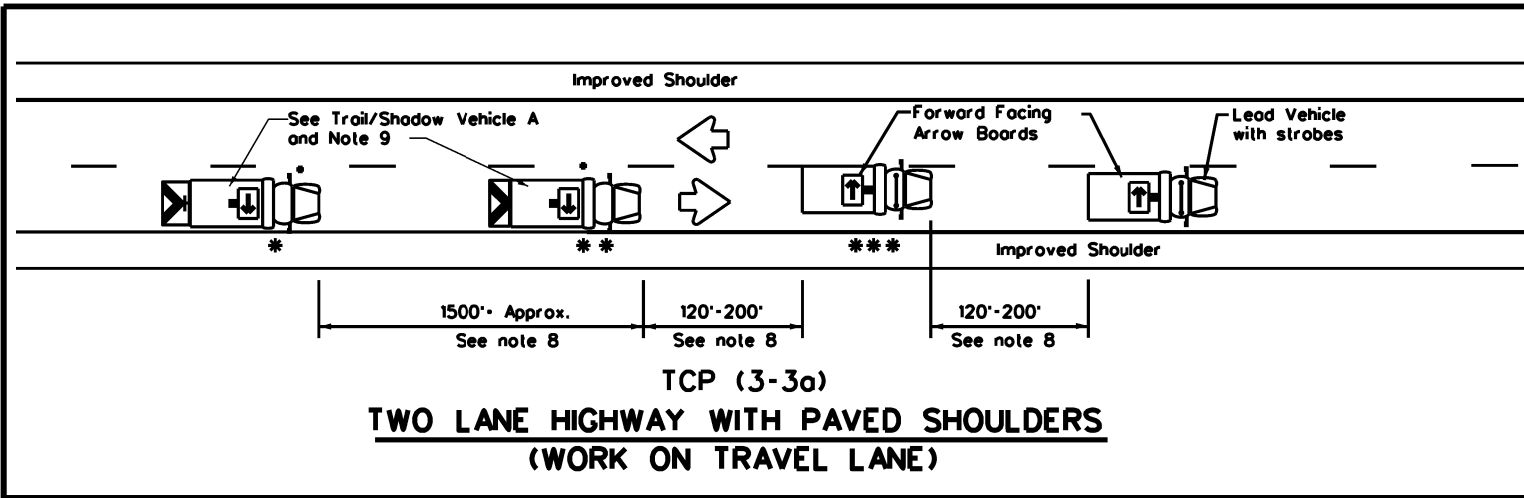 Improved Shoulder
See Trail/Shadow Vehicle A
and Note 9
Forward Facing
Arrow Boards
Lead Vehicle
with strobes
*
* *
***
Improved Shoulder
1500'+ Approx.
See note 8
120'-200'
See note 8
120'-200'
See note 8
TCP (3-3a)
TWO LANE HIGHWAY WITH PAVED SHOULDERS
(WORK ON TRAVEL LANE)